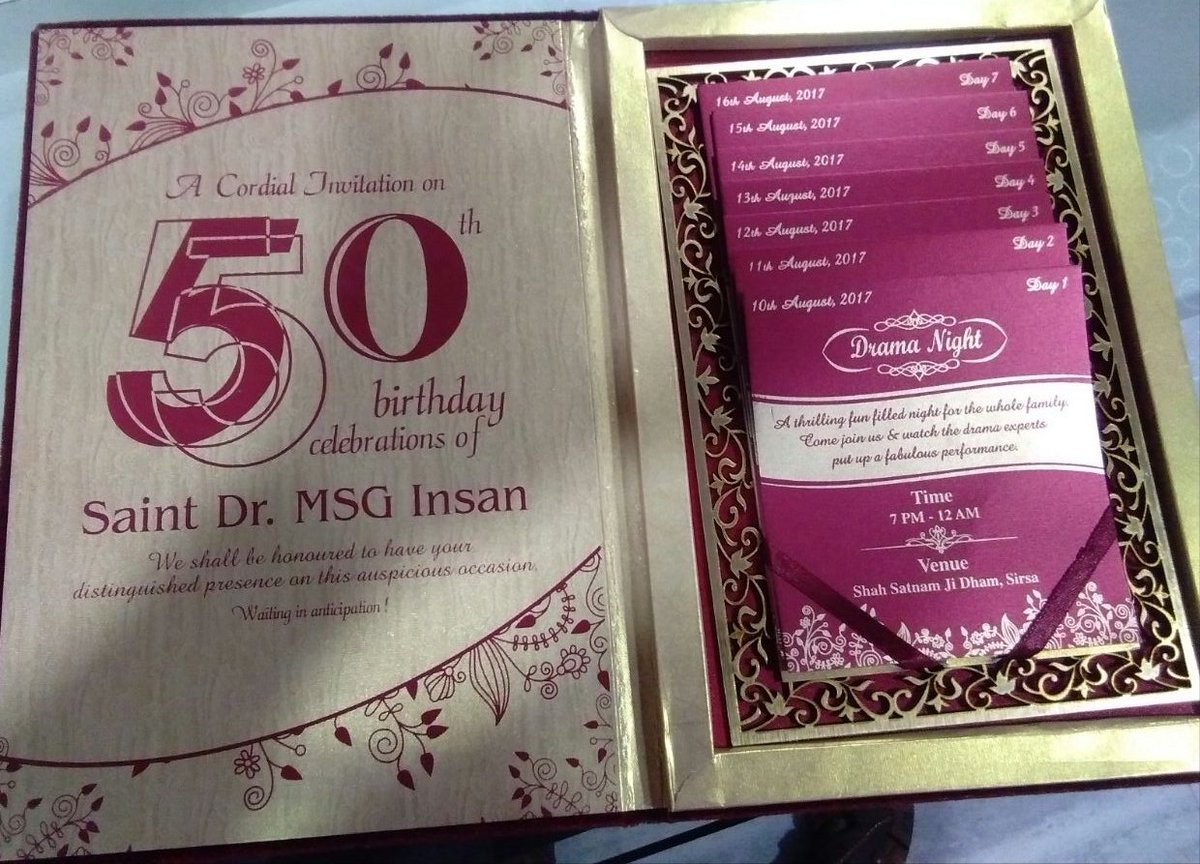 A Cordial Invitation on
50th
birthday
celebrations of
Saint Dr. MSG Insan
We shall be honoured to have your
distinguished presence on this auspicious occasion.
Waiting in anticipation !
16th August, 2017 Day 7
15th August, 2017 Day 6
14th August, 2017 Day 5
13th August, 2017 Day 4
12th August, 2017 Day 3
11th August, 2017 Day 2
10th August, 2017 Day 1
Drama Night
A thrilling fun filled night for the whole family.
Come join us & watch the drama experts
put up a fabulous performance.
Time
7 PM - 12 AM
Venue
Shah Satnam Ji Dham, Sirsa